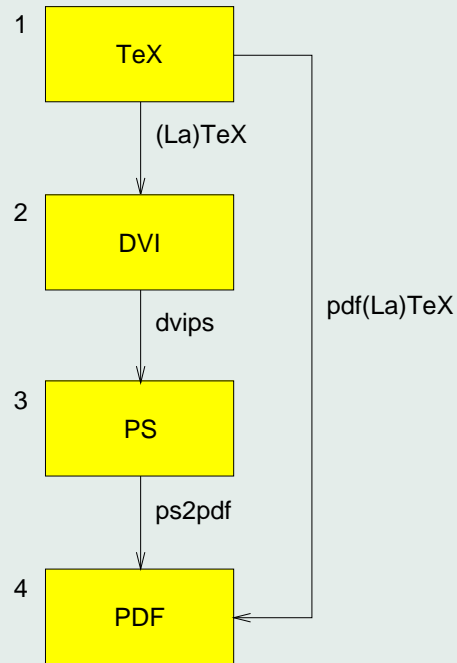 1
TeX
(La)TeX
2
DVI
pdf(La)TeX
dvips
3
PS
ps2pdf
4
PDF